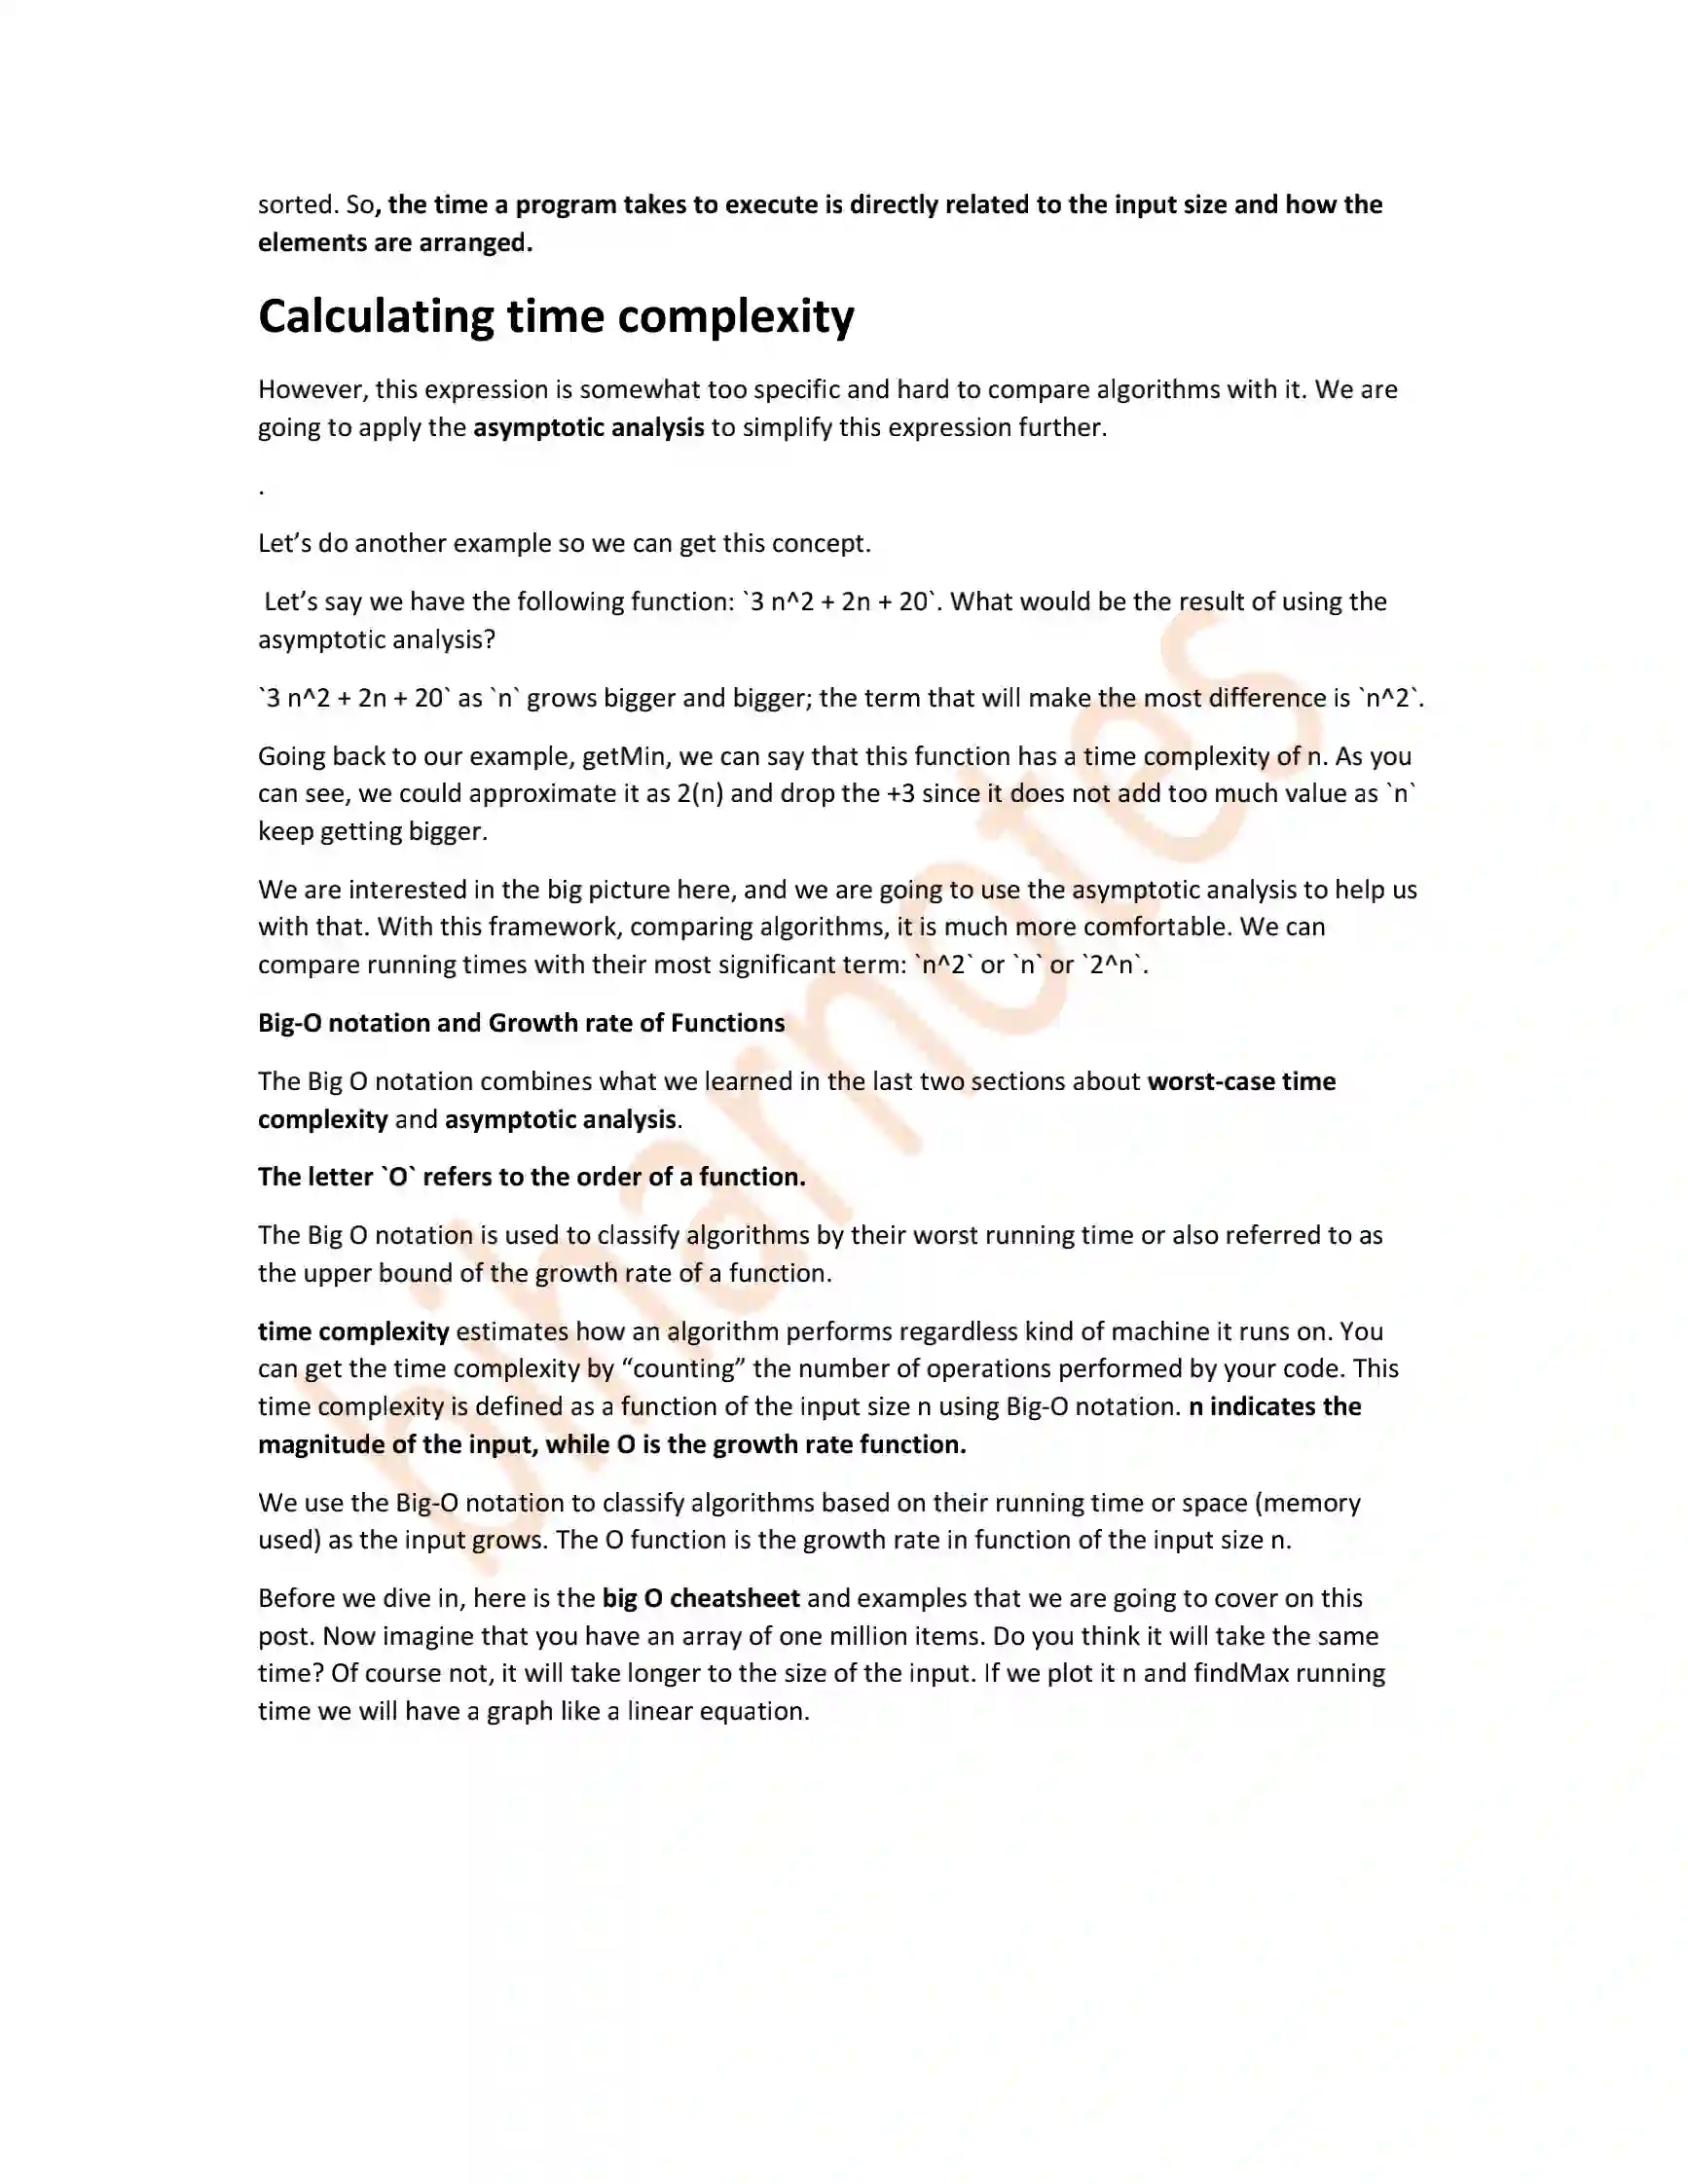 sorted. So, the time a program takes to execute is directly related to the input size and how the
elements are arranged.
Calculating time complexity
However, this expression is somewhat too specific and hard to compare algorithms with it. We are
going to apply the asymptotic analysis to simplify this expression further.
.
Let’s do another example so we can get this concept.
Let’s say we have the following function: `3 n^2 + 2n + 20`. What would be the result of using the
asymptotic analysis?
`3 n^2 + 2n + 20` as `n` grows bigger and bigger; the term that will make the most difference is `n^2`.
Going back to our example, getMin, we can say that this function has a time complexity of n. As you
can see, we could approximate it as 2(n) and drop the +3 since it does not add too much value as `n`
keep getting bigger.
We are interested in the big picture here, and we are going to use the asymptotic analysis to help us
with that. With this framework, comparing algorithms, it is much more comfortable. We can
compare running times with their most significant term: `n^2` or `n` or `2^n`.
Big-O notation and Growth rate of Functions
The Big O notation combines what we learned in the last two sections about worst-case time
complexity and asymptotic analysis.
The letter `O` refers to the order of a function.
The Big O notation is used to classify algorithms by their worst running time or also referred to as
the upper bound of the growth rate of a function.
time complexity estimates how an algorithm performs regardless kind of machine it runs on. You
can get the time complexity by “counting” the number of operations performed by your code. This
time complexity is defined as a function of the input size n using Big-O notation. n indicates the
magnitude of the input, while O is the growth rate function.
We use the Big-O notation to classify algorithms based on their running time or space (memory
used) as the input grows. The O function is the growth rate in function of the input size n.
Before we dive in, here is the big O cheatsheet and examples that we are going to cover on this
post. Now imagine that you have an array of one million items. Do you think it will take the same
time? Of course not, it will take longer to the size of the input. If we plot it n and findMax running
time we will have a graph like a linear equation.
biharnotes